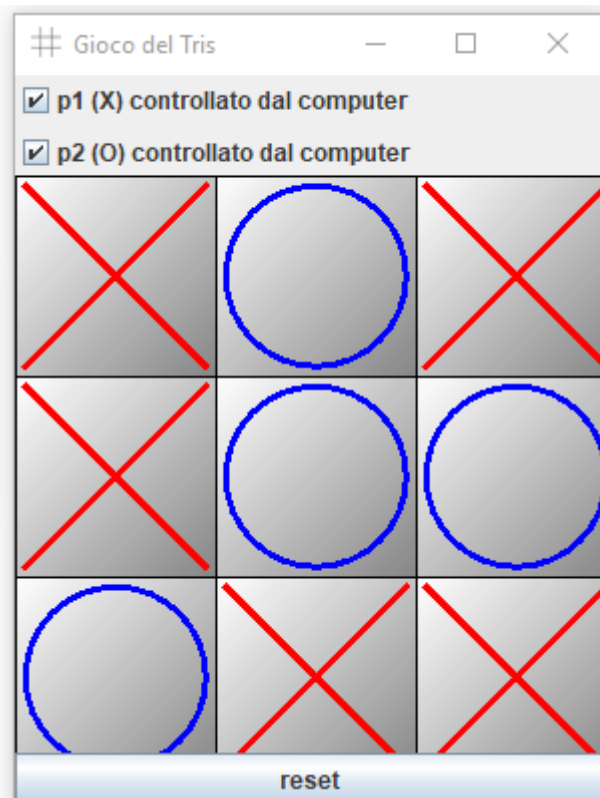 Gioco del Tris
p1 (X) controllato dal computer
p2 (O) controllato dal computer
reset